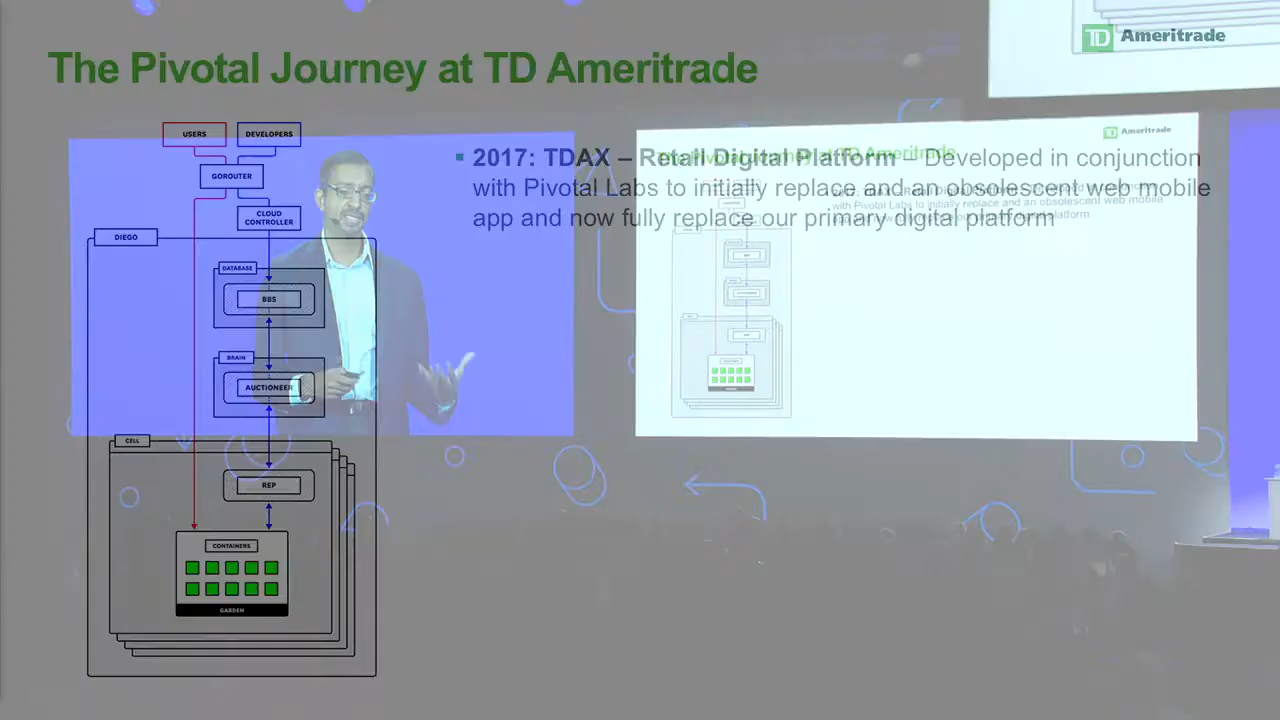 The Pivotal Journey at TD Ameritrade
TD Ameritrade
USERS
DEVELOPERS
GOROUTER
CLOUD
CONTROLLER
DIEGO
DATABASE
BBS
BRAIN
AUCTIONEER
CELL
REP
CONTAINERS
GARDEN
▪ 2017: TDAX – Retail Digital Platform – Developed in conjunction
with Pivotal Labs to initially replace and an obsolescent web mobile
app and now fully replace our primary digital platform
TD Ameritrade